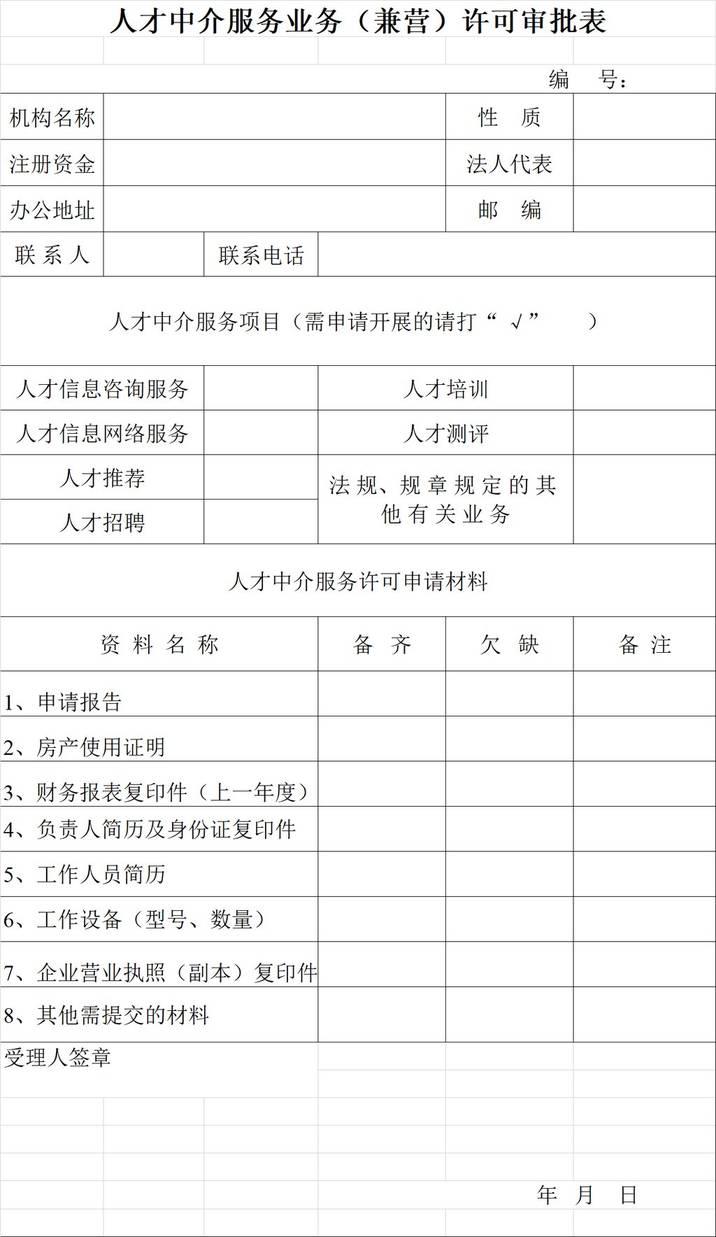 人才中介服务业务（兼营）许可审批表
编 号：
机构名称 性 质
注册资金 法人代表
办公地址 邮 编
联 系 人 联系电话
人才中介服务项目（需申请开展的请打“ √ ” ）
人才信息咨询服务 人才培训
人才信息网络服务 人才测评
人才推荐
法 规、规 章 规 定 的 其
他 有 关 业 务
人才招聘
人才中介服务许可申请材料
资 料 名 称 备 齐 欠 缺 备 注
1、申请报告
2、房产使用证明
3、财务报表复印件（上一年度）
4、负责人简历及身份证复印件
5、工作人员简历
6、工作设备（型号、数量）
7、企业营业执照（副本）复印件
8、其他需提交的材料
受理人签章
年 月 日